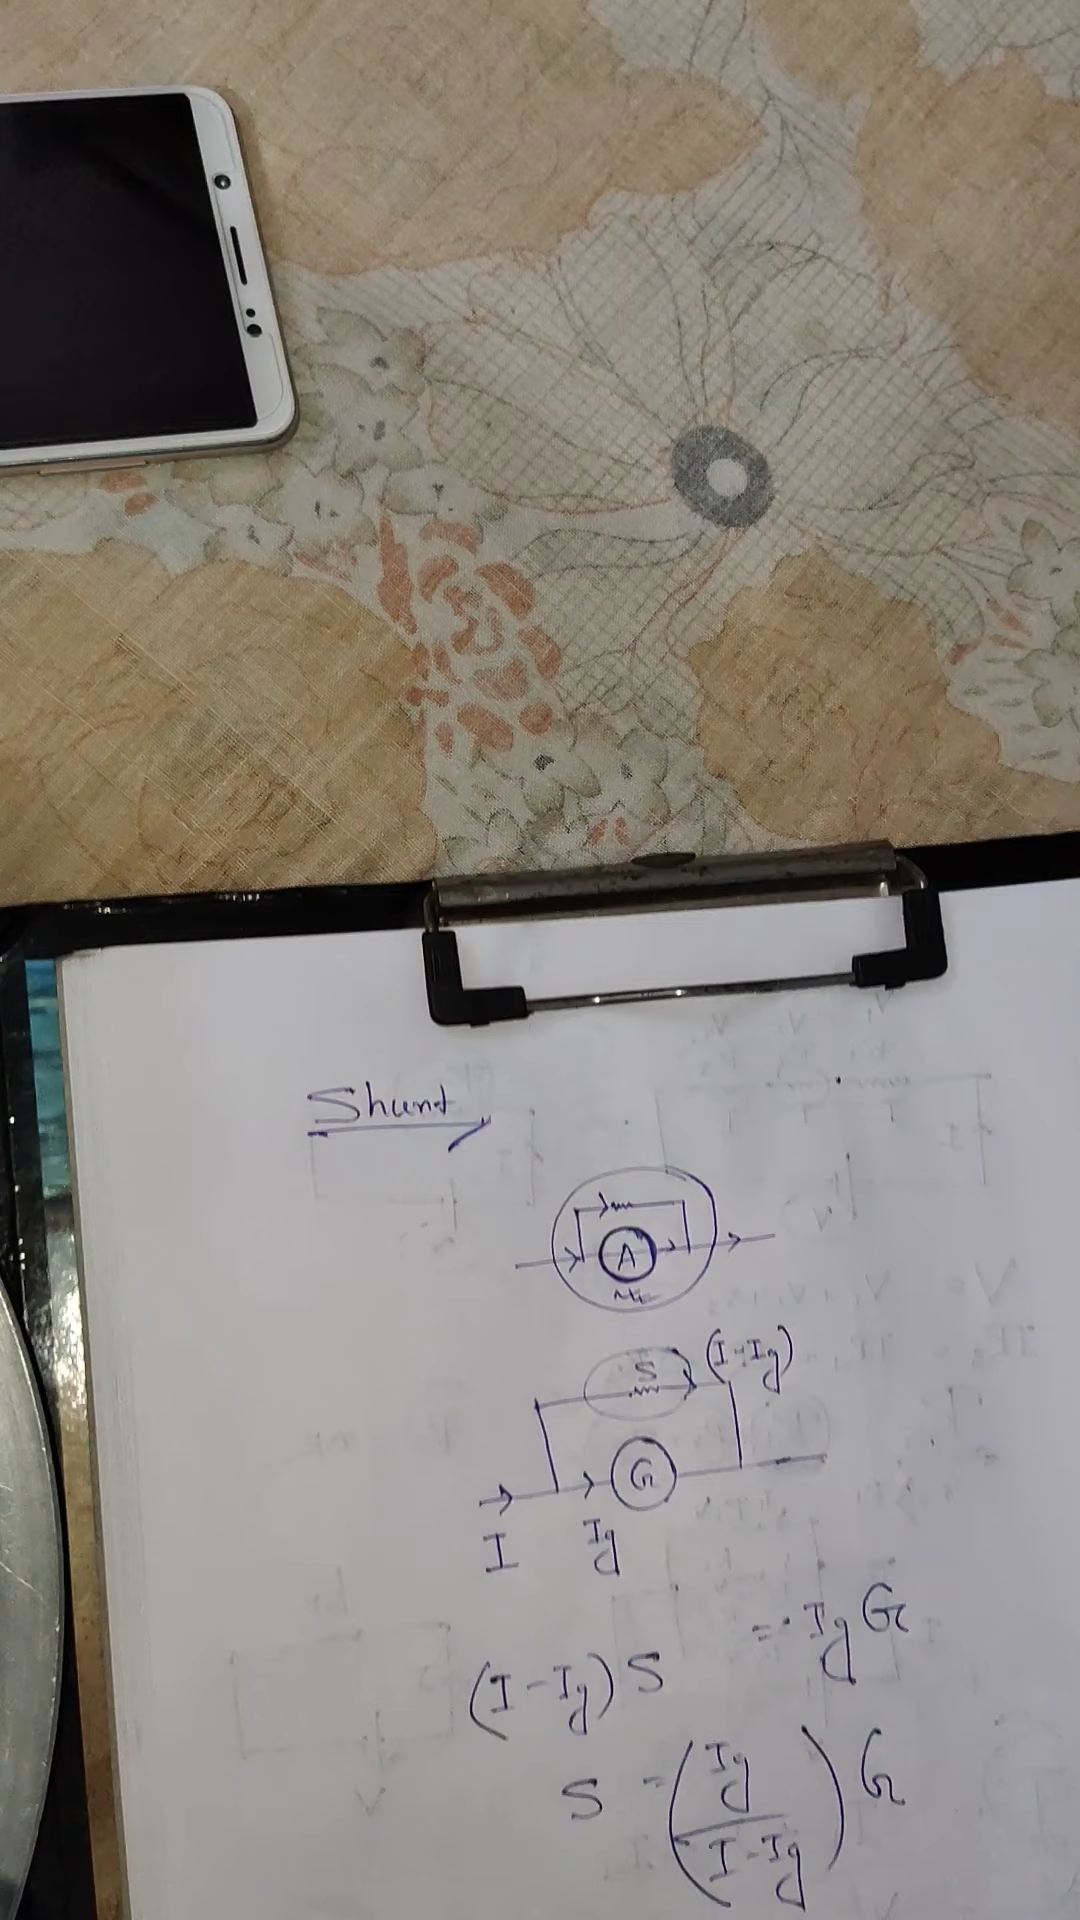 Shunt
A
S (I-Ig)
G
I Ig
(I-Ig) S = Ig G
S = (Ig / I-Ig) G